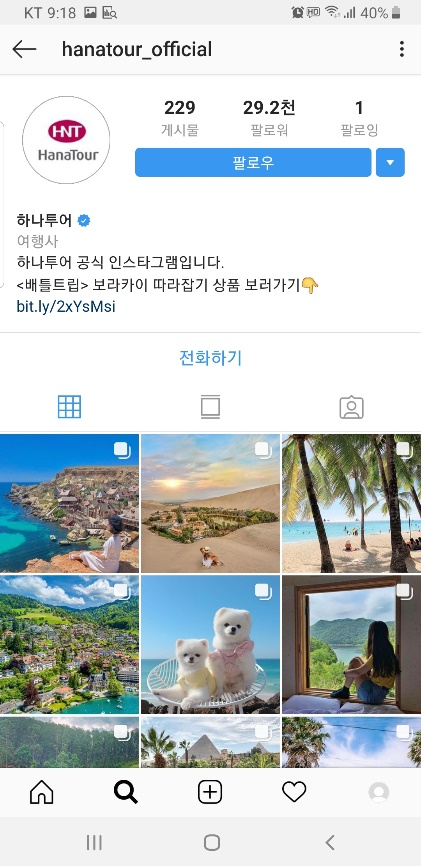 KT 9:18 HD 40%
hanatour_official
HNT
HanaTour
229 29.2천 1
게시물 팔로워 팔로잉
팔로우
하나투어
여행사
하나투어 공식 인스타그램입니다.
<배틀트립> 보라카이 따라잡기 상품 보러가기👇
bit.ly/2xYsMsi
전화하기